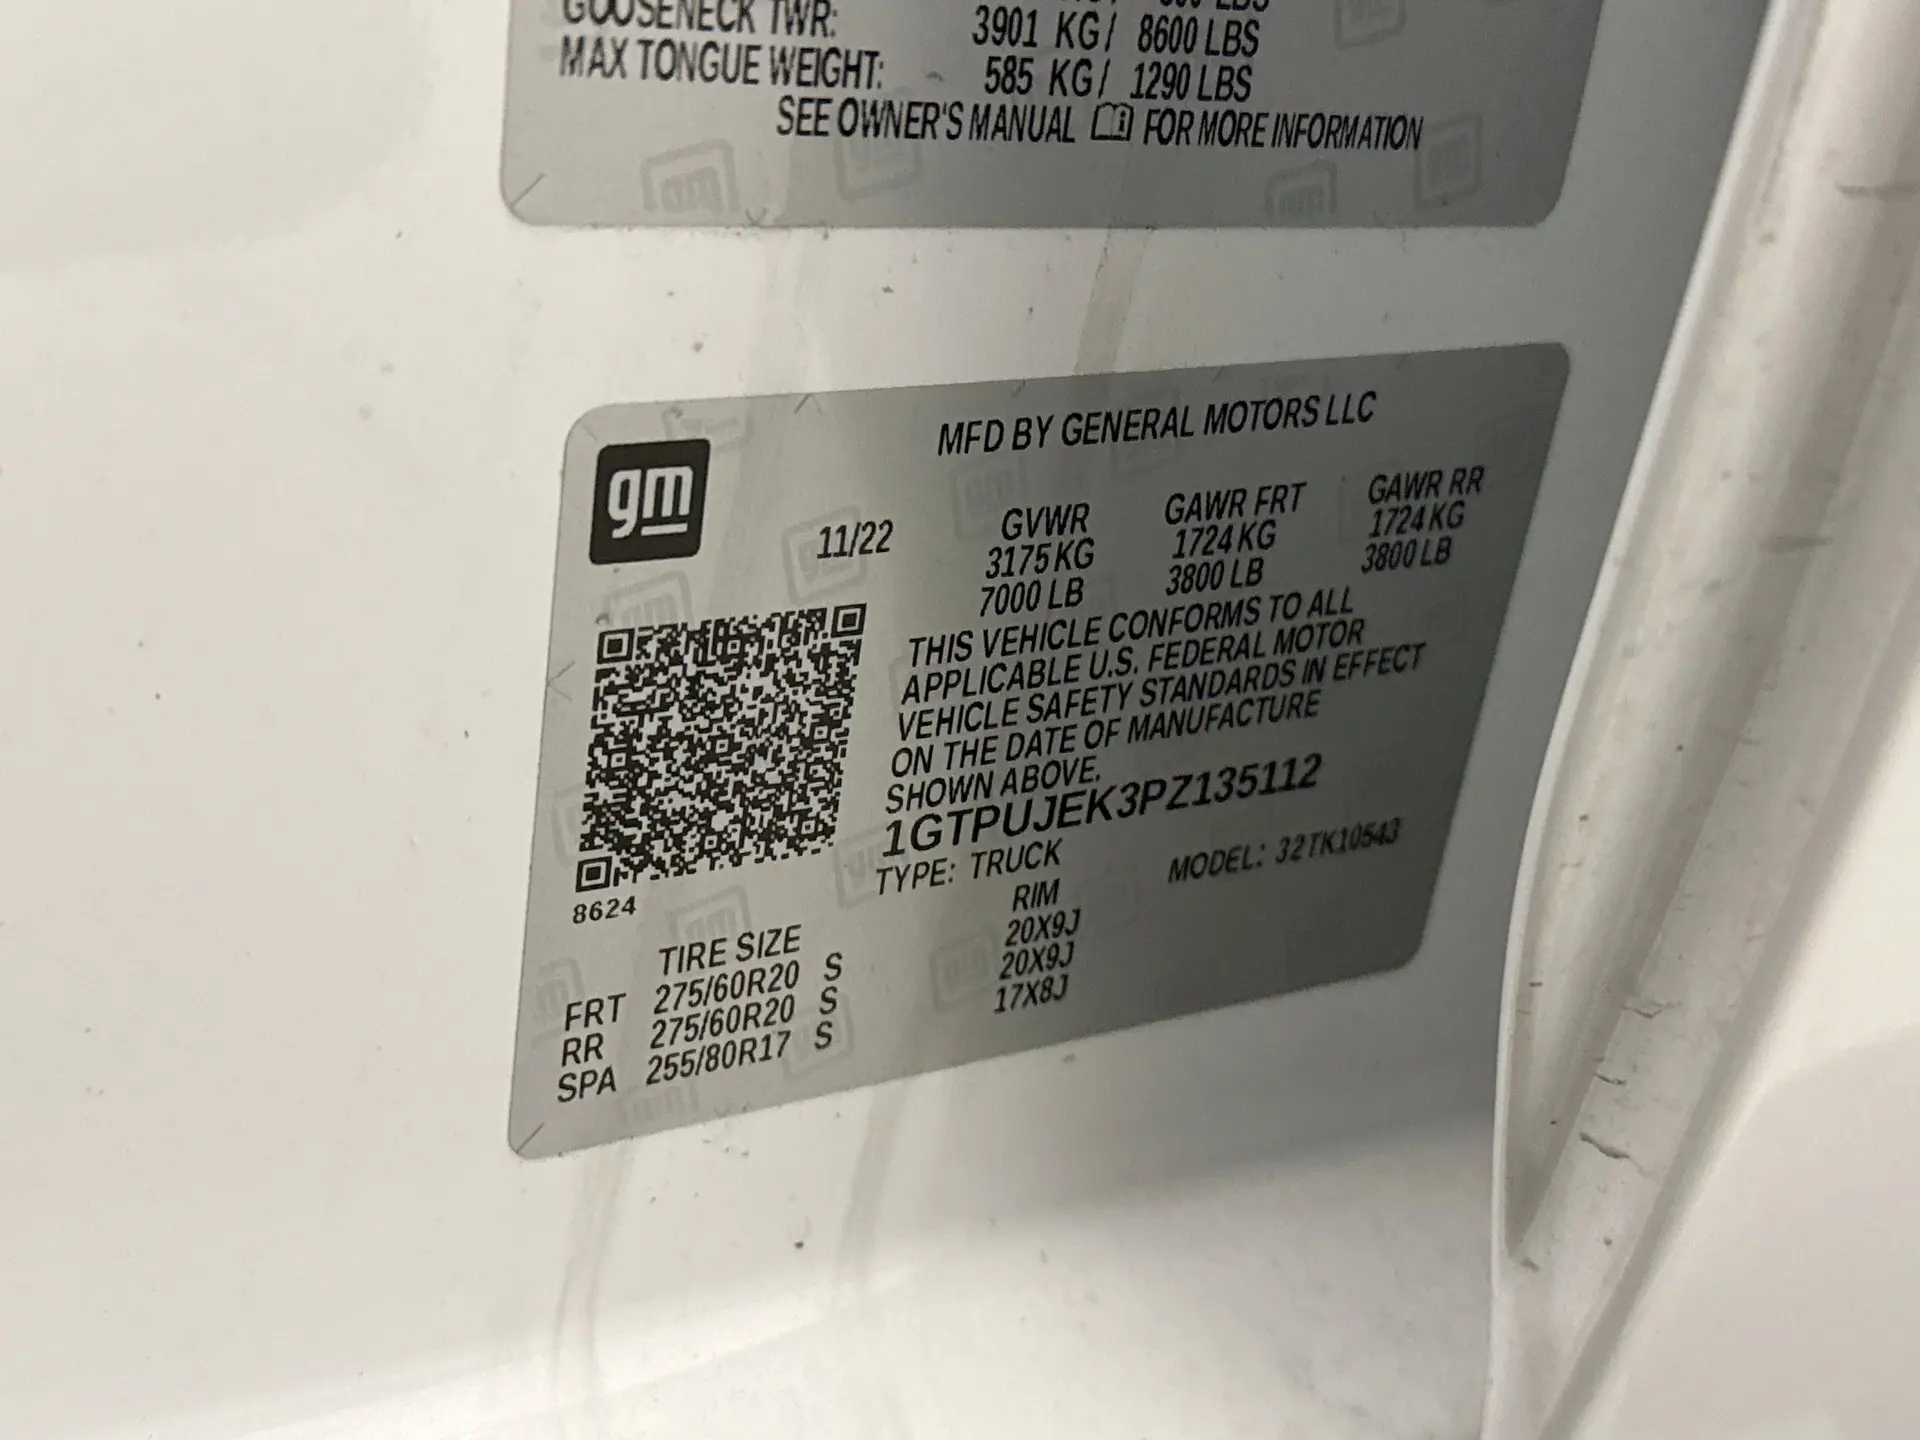 GOOSENECK TWR: 3901 KG/ 8600 LBS
MAX TONGUE WEIGHT: 585 KG/ 1290 LBS
SEE OWNER'S MANUAL FOR MORE INFORMATION
gm
MFD BY GENERAL MOTORS LLC
11/22
GVWR GAWR FRT GAWR RR
3175 KG 1724 KG 1724 KG
7000 LB 3800 LB 3800 LB
THIS VEHICLE CONFORMS TO ALL
APPLICABLE U.S. FEDERAL MOTOR
VEHICLE SAFETY STANDARDS IN EFFECT
ON THE DATE OF MANUFACTURE
SHOWN ABOVE.
1GTPUJEK3PZ135112
TYPE: TRUCK MODEL: 32TK10543
8624
TIRE SIZE RIM
FRT 275/60R20 S 20X9J
RR 275/60R20 S 20X9J
SPA 255/80R17 S 17X8J